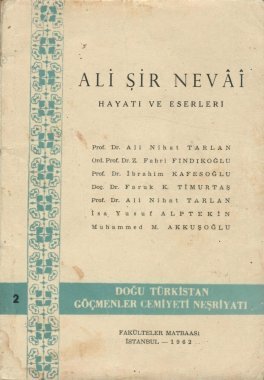 ALİ ŞİR NEVÂÎ
HAYATI VE ESERLERİ
Prof. Dr. Ali Nihat TARLAN
Ord. Prof. Dr. Z. Fahri FINDIKOĞLU
Prof. Dr. İbrahim KAFESOĞLU
Doç. Dr. Faruk K. TİMURTAŞ
Prof. Dr. Ali Nihat TARLAN
İsa Yusuf ALPTEKİN
Muhammed M. AKKUŞOĞLU
2
DOĞU TÜRKİSTAN
GÖÇMENLER CEMİYETİ NEŞRİYATI
FAKÜLTELER MATBAASI
İSTANBUL — 1962